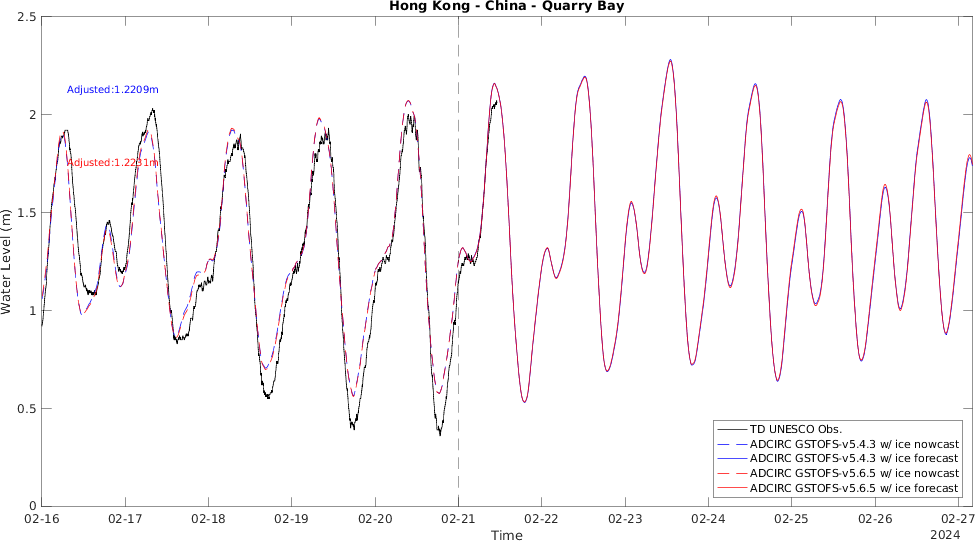 Hong Kong - China - Quarry Bay
2.5
2
1.5
1
0.5
0
Water Level (m)
Adjusted:1.2209m
Adjusted:1.2231m
TD UNESCO Obs.
ADCIRC GSTOFS-v5.4.3 w/ ice nowcast
ADCIRC GSTOFS-v5.4.3 w/ ice forecast
ADCIRC GSTOFS-v5.6.5 w/ ice nowcast
ADCIRC GSTOFS-v5.6.5 w/ ice forecast
02-16 02-17 02-18 02-19 02-20 02-21 02-22 02-23 02-24 02-25 02-26 02-27
Time
2024